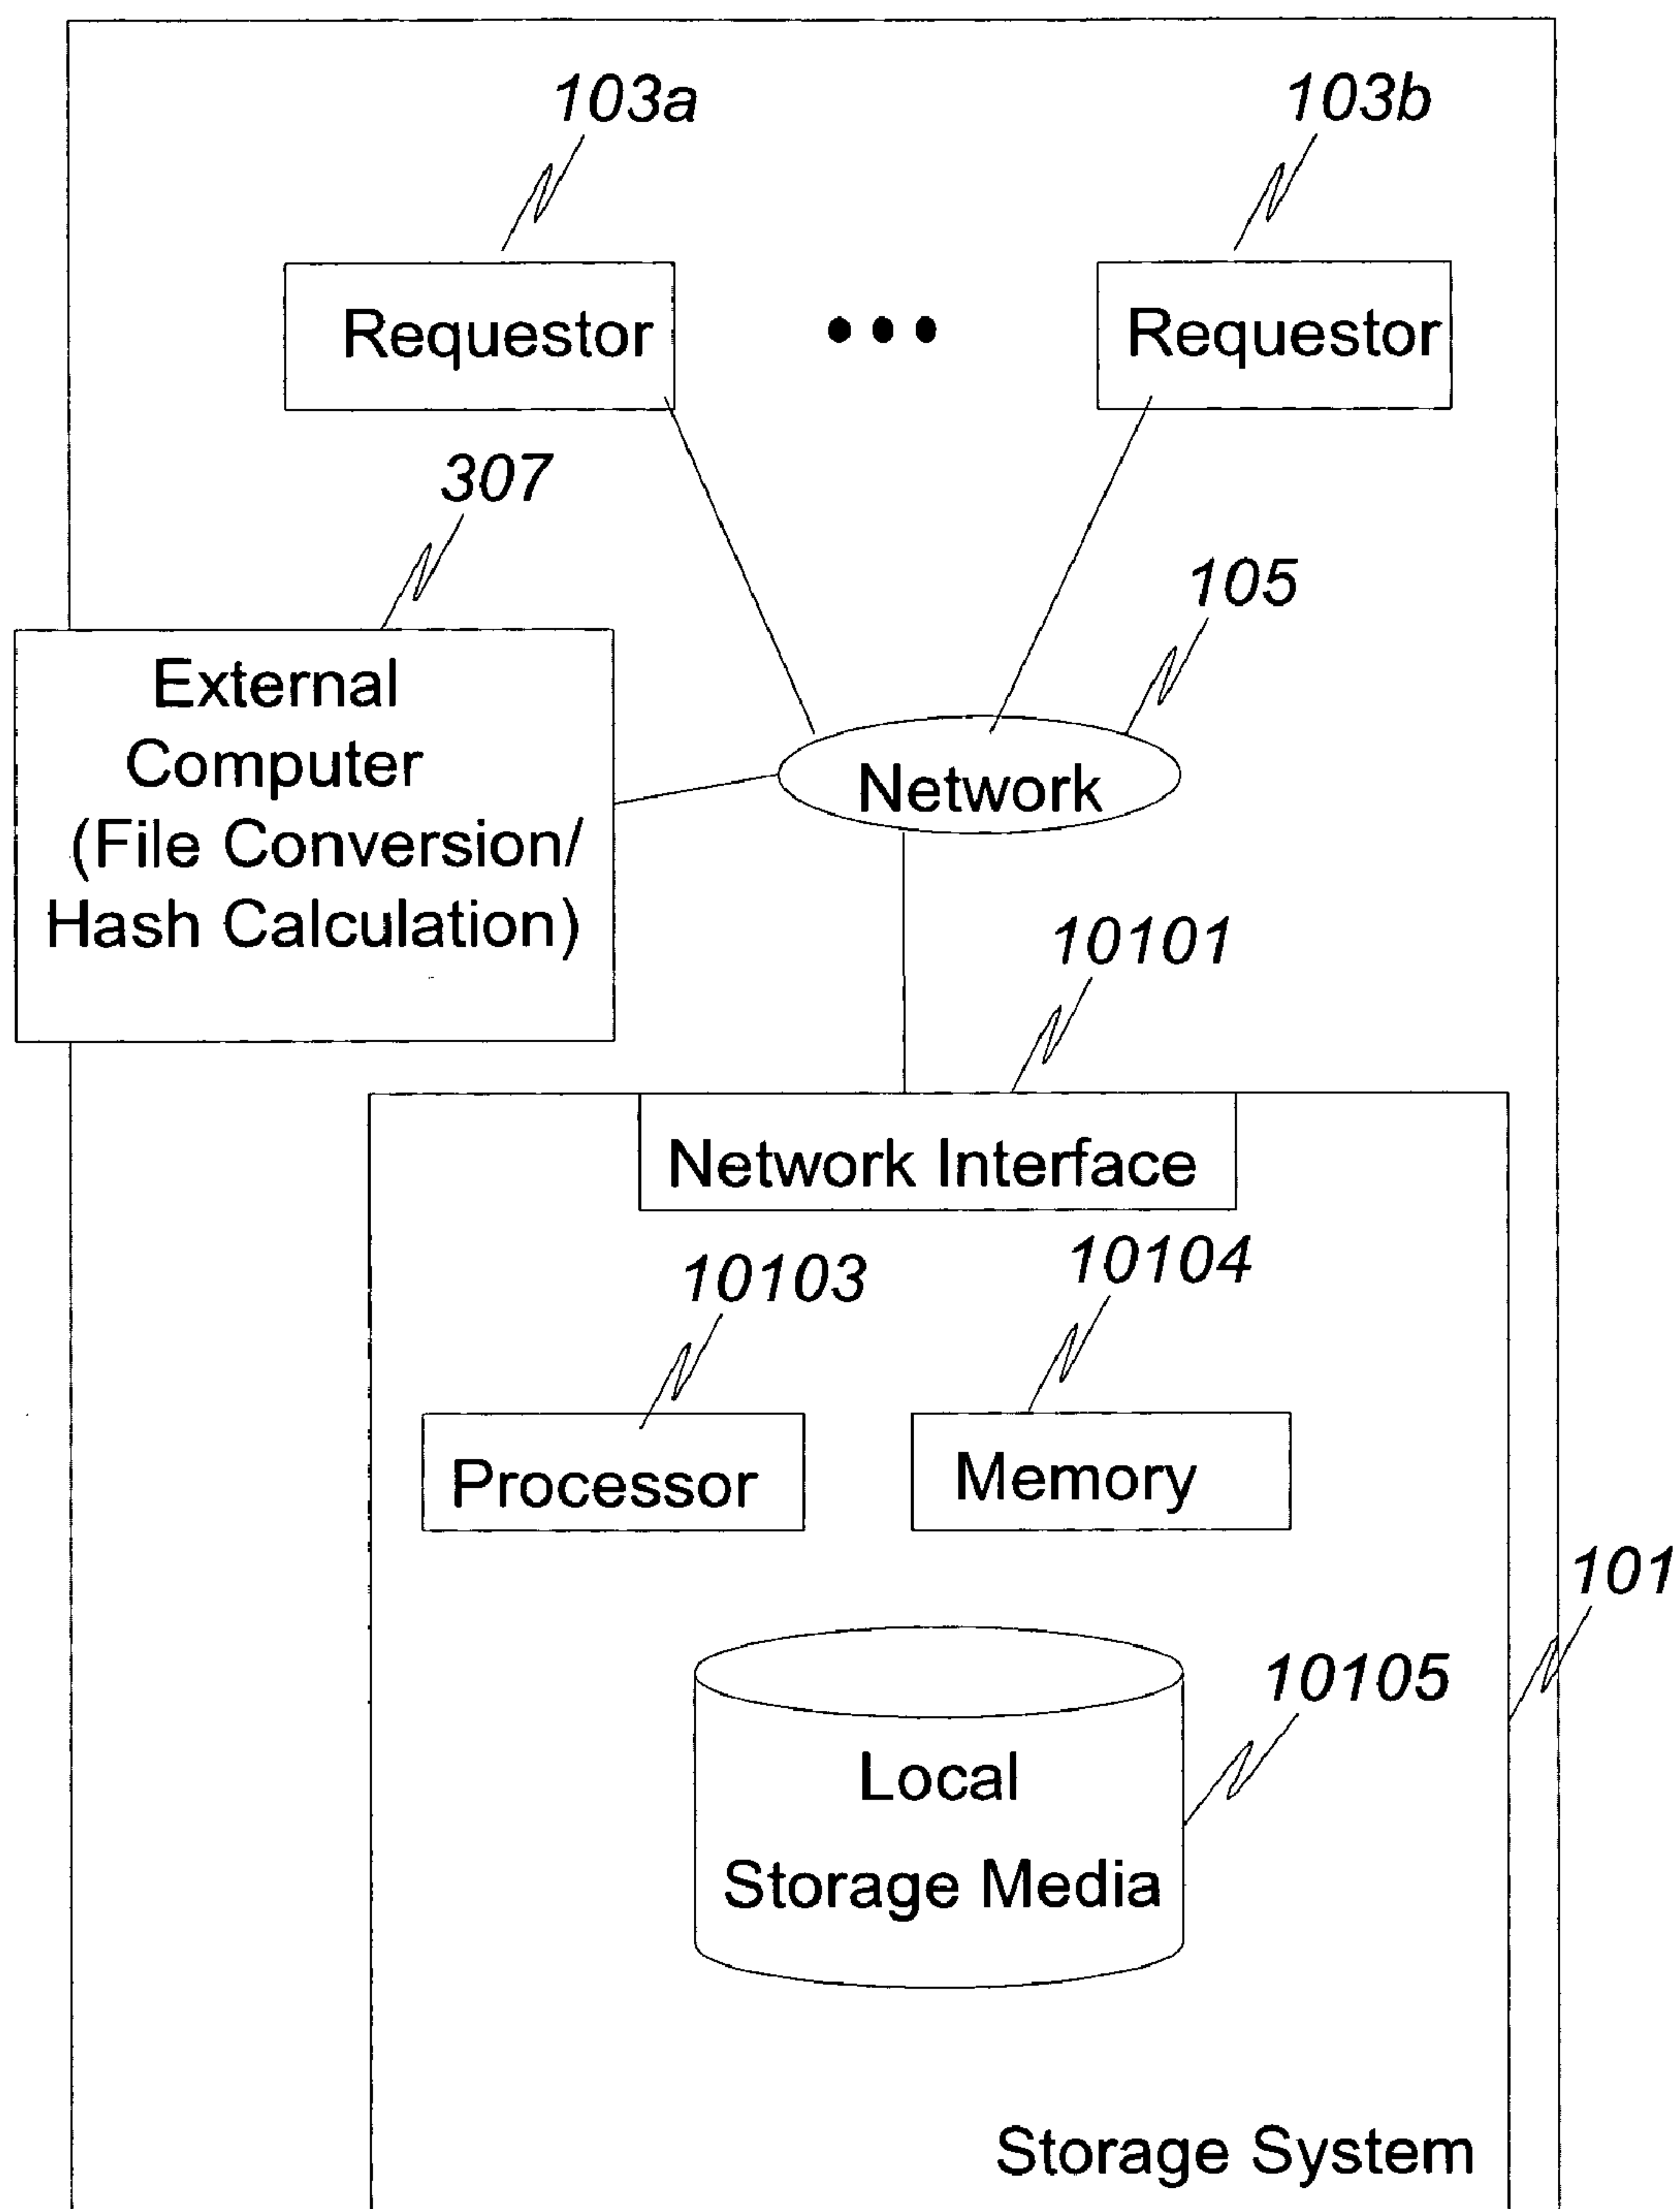 103a
103b
Requestor
Requestor
307
105
External
Computer
(File Conversion/
Hash Calculation)
Network
10101
Network Interface
10103
10104
Processor
Memory
101
10105
Local
Storage Media
Storage System